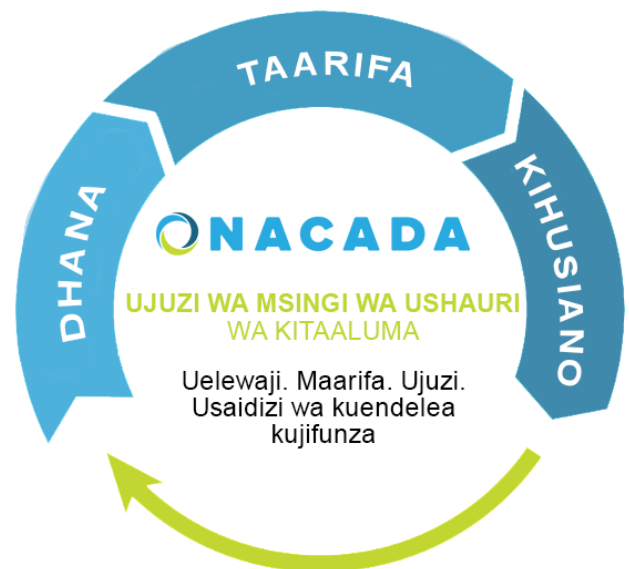 TAARIFA
DHANA
KIHUSIANO
NACADA
UJUZI WA MSINGI WA USHAURI
WA KITAALUMA
Uelewaji. Maarifa. Ujuzi.
Usaidizi wa kuendelea
kujifunza